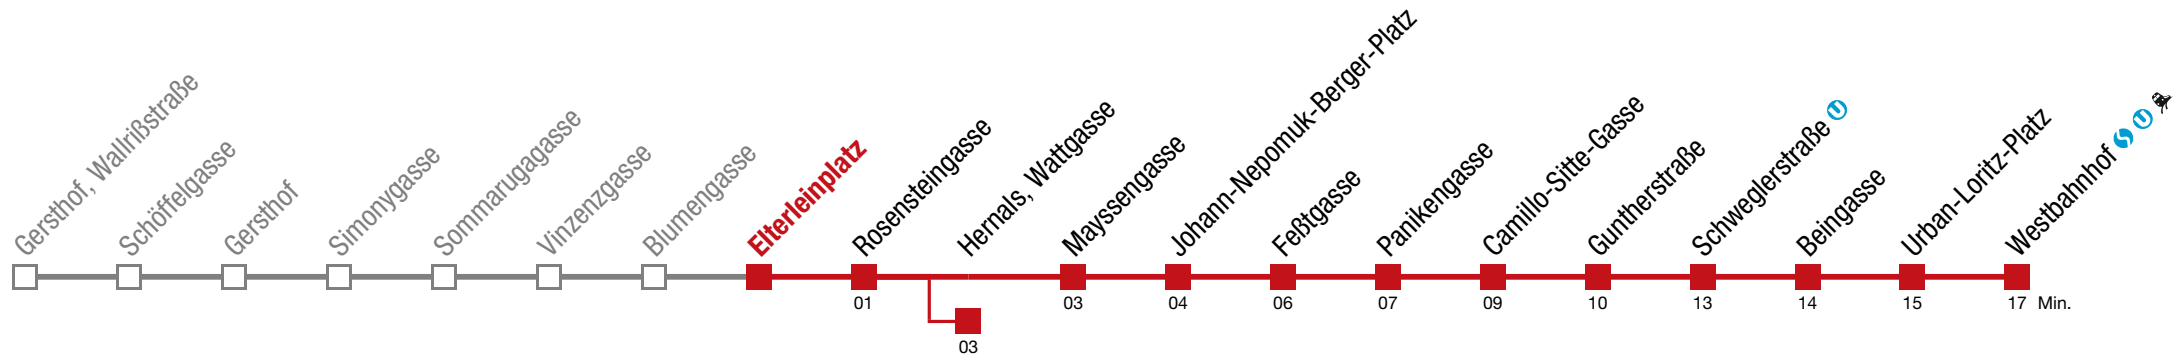 Gersthof, Wallrißstraße
Schöffelgasse
Gersthof
Simonygasse
Sommarugagasse
Vinzenzgasse
Blumengasse
Elterleinplatz
Rosensteingasse
Hernals, Wattgasse
Mayssengasse
Johann-Nepomuk-Berger-Platz
Feßtgasse
Panikengasse
Camillo-Sitte-Gasse
Guntherstraße
Schweglerstraße U
Beingasse
Urban-Loritz-Platz
Westbahnhof S U
01 03 04 06 07 09 10 13 14 15 17 Min.
03